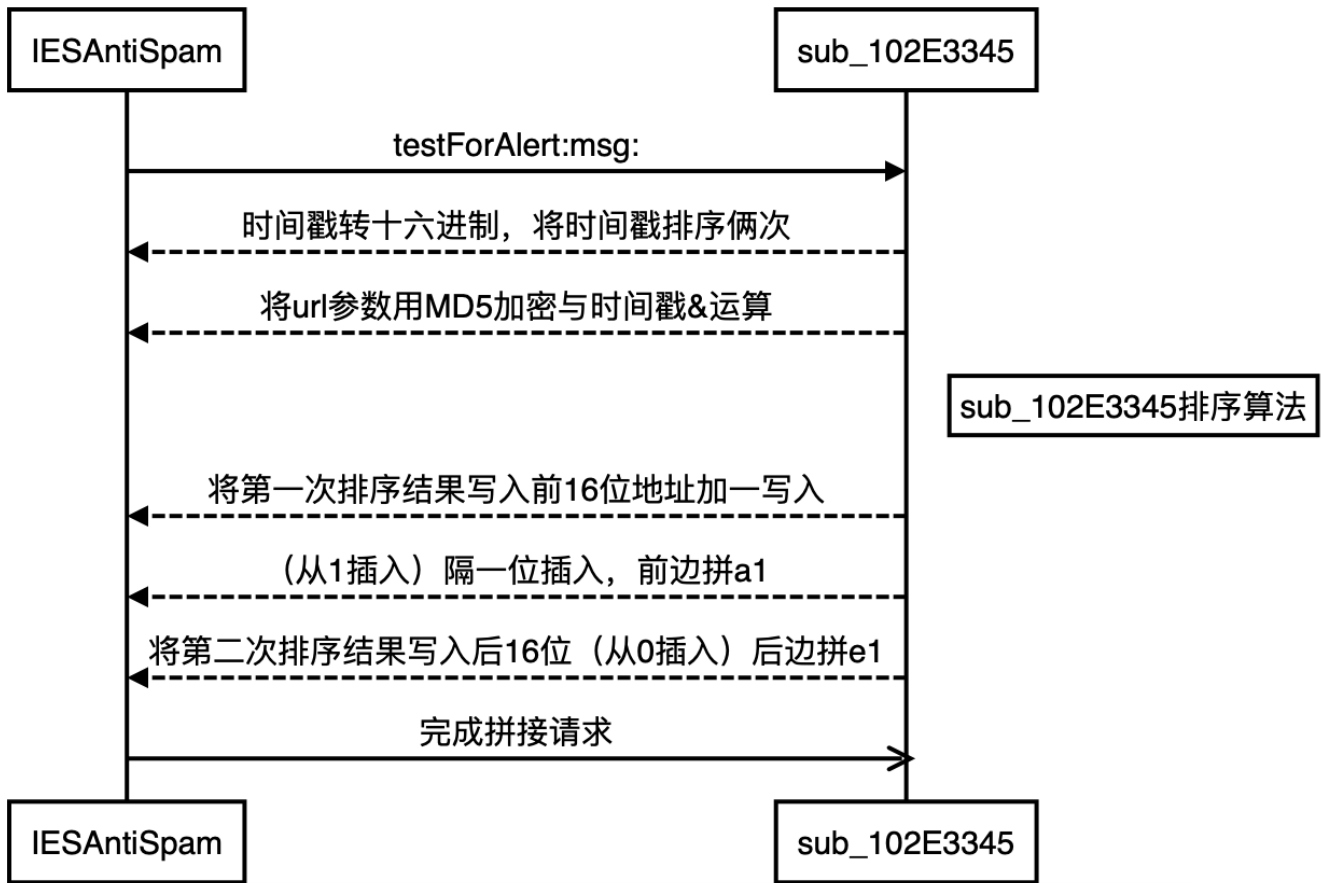 IESAntiSpam
sub_102E3345
testForAlert:msg:
时间戳转十六进制，将时间戳排序俩次
将url参数用MD5加密与时间戳&运算
sub_102E3345排序算法
将第一次排序结果写入前16位地址加一写入
（从1插入）隔一位插入，前边拼a1
将第二次排序结果写入后16位（从0插入）后边拼e1
完成拼接请求
IESAntiSpam
sub_102E3345